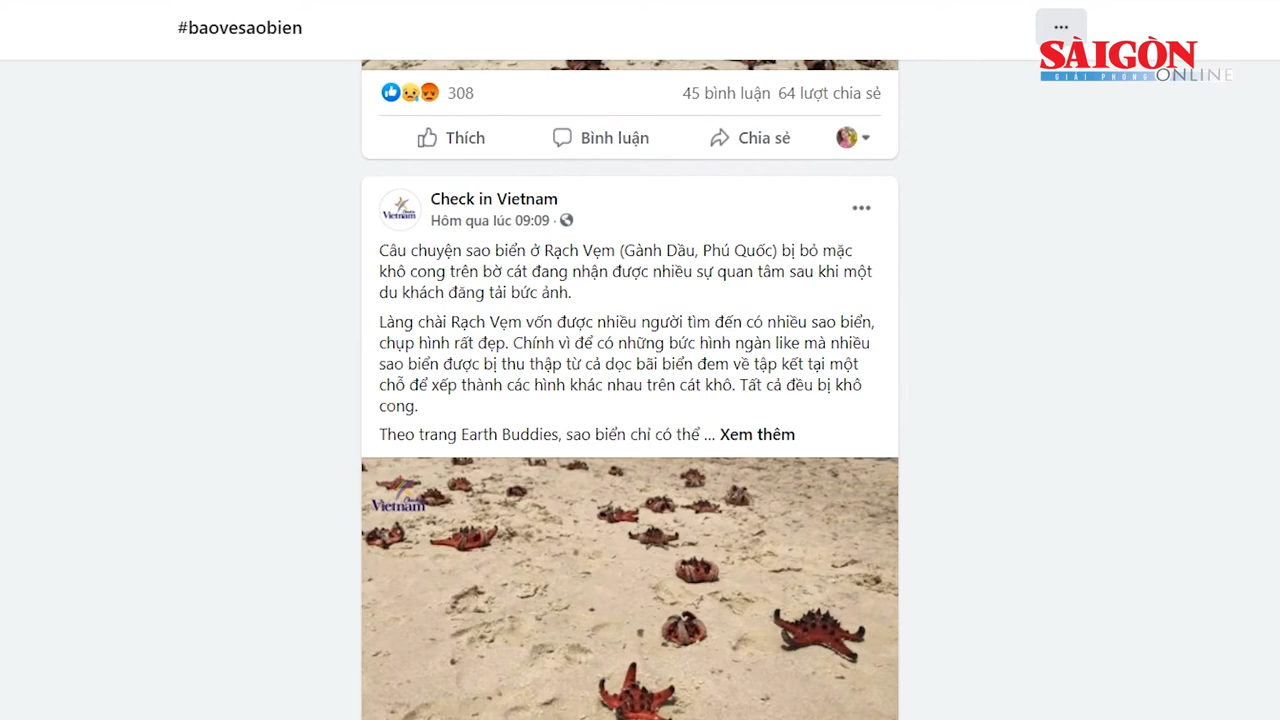 #baovesaobien
SÀIGÒN
GIẢI PHÓNG ONLINE
308
45 bình luận 64 lượt chia sẻ
Thích
Bình luận
Chia sẻ
Check in Vietnam
Hôm qua lúc 09:09 ·
Câu chuyện sao biển ở Rạch Vẹm (Gành Dầu, Phú Quốc) bị bỏ mặc
khô cong trên bờ cát đang nhận được nhiều sự quan tâm sau khi một
du khách đăng tải bức ảnh.
Làng chài Rạch Vẹm vốn được nhiều người tìm đến có nhiều sao biển,
chụp hình rất đẹp. Chính vì để có những bức hình ngàn like mà nhiều
sao biển được bị thu thập từ cả dọc bãi biển đem về tập kết tại một
chỗ để xếp thành các hình khác nhau trên cát khô. Tất cả đều bị khô
cong.
Theo trang Earth Buddies, sao biển chỉ có thể ... Xem thêm
Check in
Vietnam